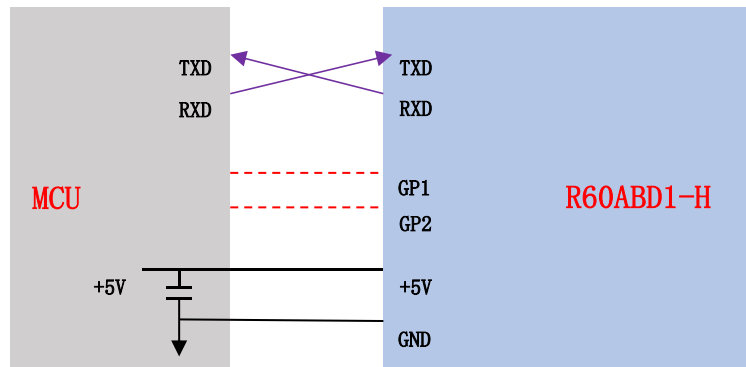 TXD
TXD
RXD
RXD
GP1
MCU
R60ABD1-H
GP2
+5V
+5V
GND